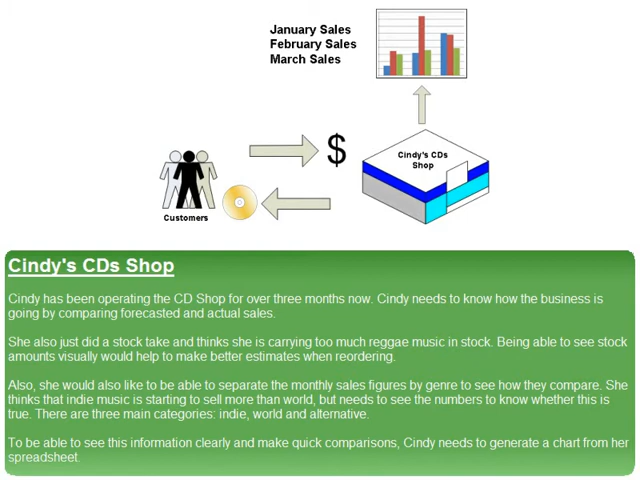 January Sales
February Sales
March Sales
$
Cindy's CDs
Shop
Customers
Cindy's CDs Shop
Cindy has been operating the CD Shop for over three months now. Cindy needs to know how the business is
going by comparing forecasted and actual sales.
She also just did a stock take and thinks she is carrying too much reggae music in stock. Being able to see stock
amounts visually would help to make better estimates when reordering.
Also, she would also like to be able to separate the monthly sales figures by genre to see how they compare. She
thinks that indie music is starting to sell more than world, but needs to see the numbers to know whether this is
true. There are three main categories: indie, world and alternative.
To be able to see this information clearly and make quick comparisons, Cindy needs to generate a chart from her
spreadsheet.